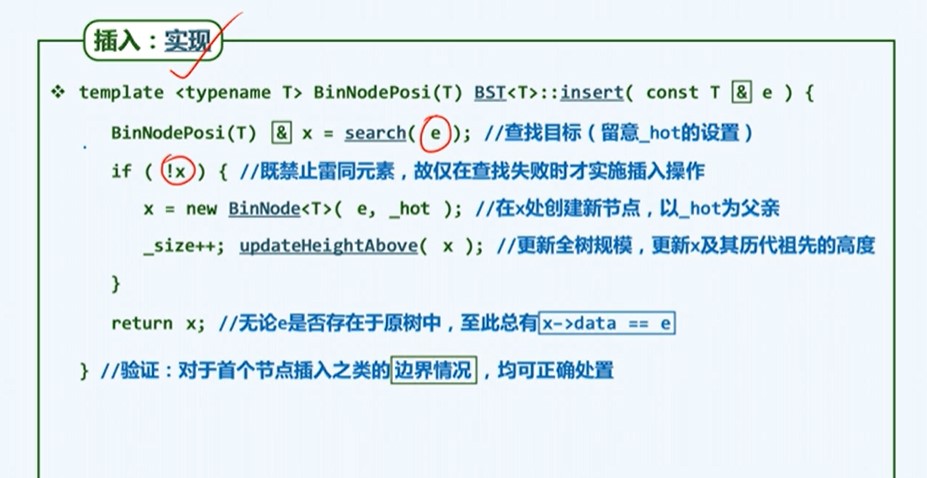 插入：实现
❖ template <typename T> BinNodePosi(T) BST<T>::insert( const T & e ) {
BinNodePosi(T) & x = search( e ); //查找目标（留意_hot的设置）
if ( !x ) { //既禁止雷同元素，故仅在查找失败时才实施插入操作
x = new BinNode<T>( e, _hot ); //在x处创建新节点，以_hot为父亲
_size++; updateHeightAbove( x ); //更新全树规模，更新x及其历代祖先的高度
}
return x; //无论e是否存在于原树中，至此总有x->data == e
} //验证：对于首个节点插入之类的边界情况，均可正确处置